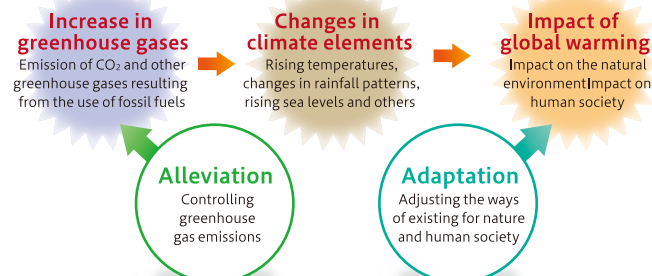 Increase in
greenhouse gases
Emission of CO₂ and other
greenhouse gases resulting
from the use of fossil fuels
Changes in
climate elements
Rising temperatures,
changes in rainfall patterns,
rising sea levels and others
Impact of
global warming
Impact on the natural
environmentImpact on
human society
Alleviation
Controlling
greenhouse
gas emissions
Adaptation
Adjusting the ways
of existing for nature
and human society